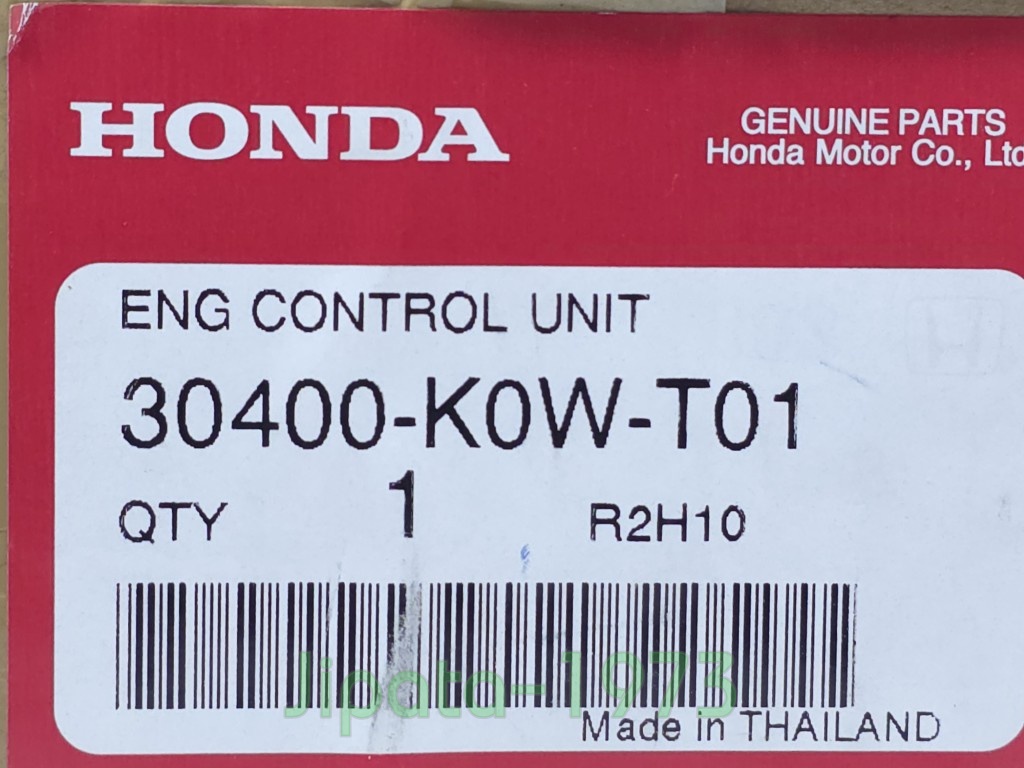 HONDA
GENUINE PARTS
Honda Motor Co., Ltd
ENG CONTROL UNIT
30400-K0W-T01
QTY 1 R2H10
Jipata-1973
Made in THAILAND